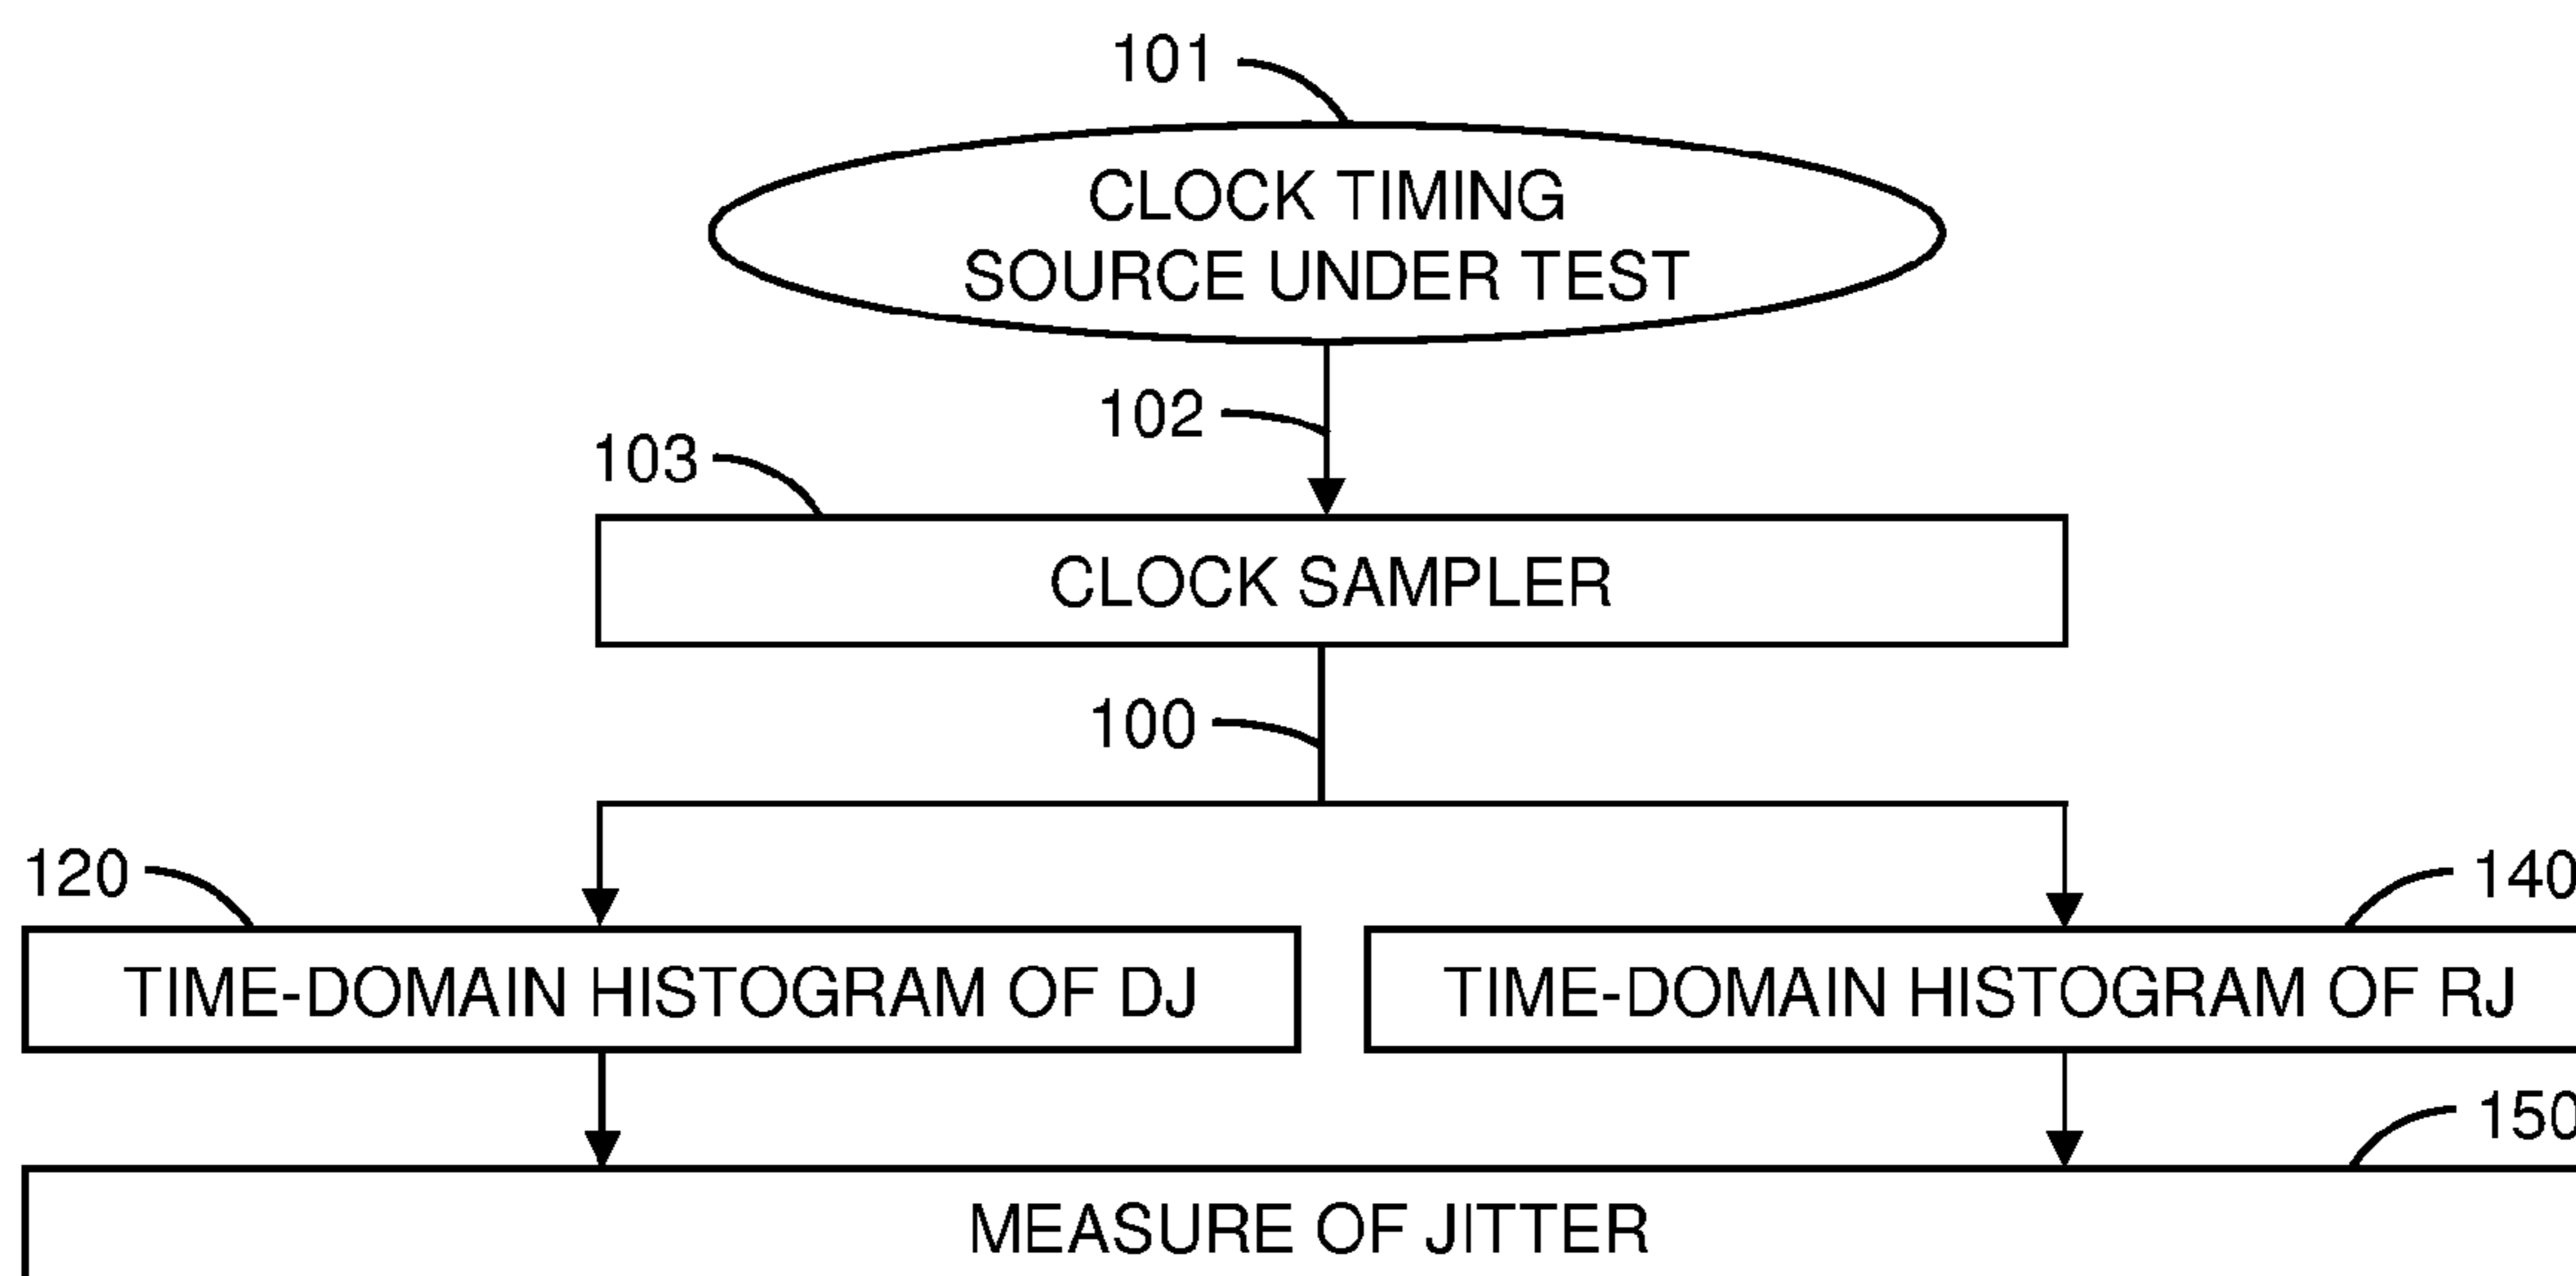 101
CLOCK TIMING
SOURCE UNDER TEST
102
103
CLOCK SAMPLER
100
120
140
TIME-DOMAIN HISTOGRAM OF DJ
TIME-DOMAIN HISTOGRAM OF RJ
150
MEASURE OF JITTER